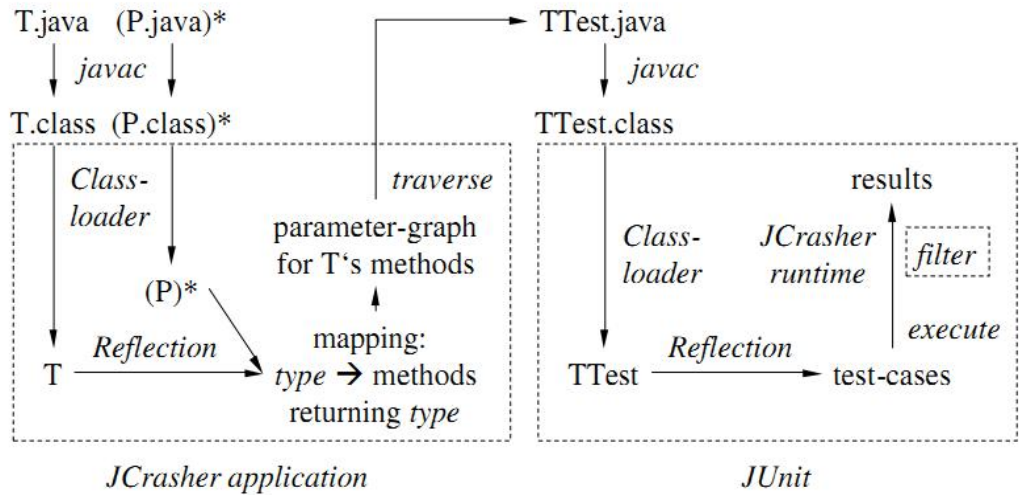 T.java (P.java)*
javac
T.class (P.class)*
Class-
loader
traverse
parameter-graph
for T‘s methods
(P)*
mapping:
Reflection
T
type → methods
returning type
JCrasher application
TTest.java
javac
TTest.class
results
Class-
loader
JCrasher
runtime
filter
execute
Reflection
TTest
test-cases
JUnit